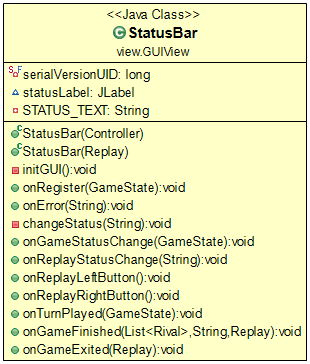 <<Java Class>>
StatusBar
view.GUIView
serialVersionUID: long
statusLabel: JLabel
STATUS_TEXT: String
StatusBar(Controller)
StatusBar(Replay)
initGUI():void
onRegister(GameState):void
onError(String):void
changeStatus(String):void
onGameStatusChange(GameState):void
onReplayStatusChange(String):void
onReplayLeftButton():void
onReplayRightButton():void
onTurnPlayed(GameState):void
onGameFinished(List<Rival>,String,Replay):void
onGameExited(Replay):void